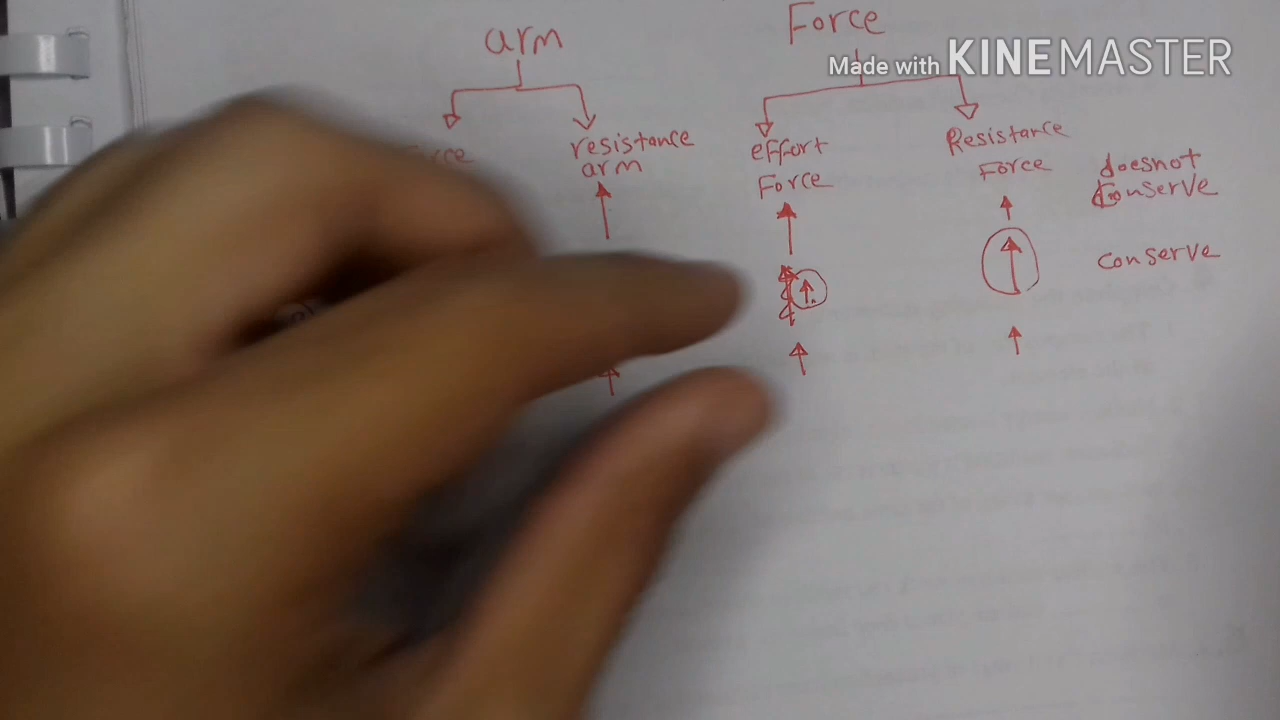 arm
Force
Made with KINEMASTER
resistance
arm
effort
Force
Resistance
Force
doesnot
Conserve
conserve